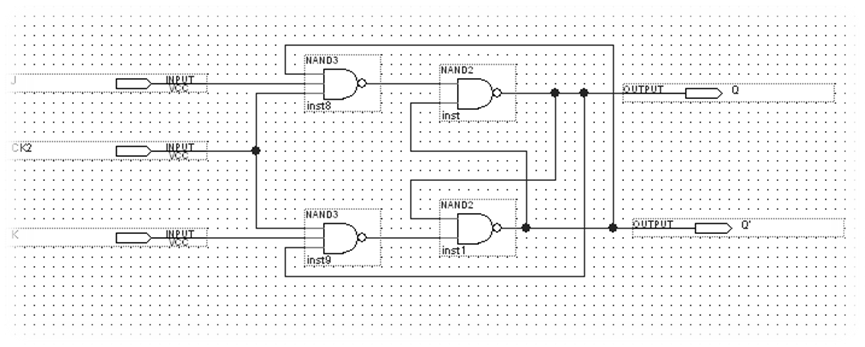 J
INPUT
VCC
NAND3
inst8
NAND2
inst
OUTPUT
Q
CK2
INPUT
VCC
K
INPUT
VCC
NAND3
inst9
NAND2
inst1
OUTPUT
Q'